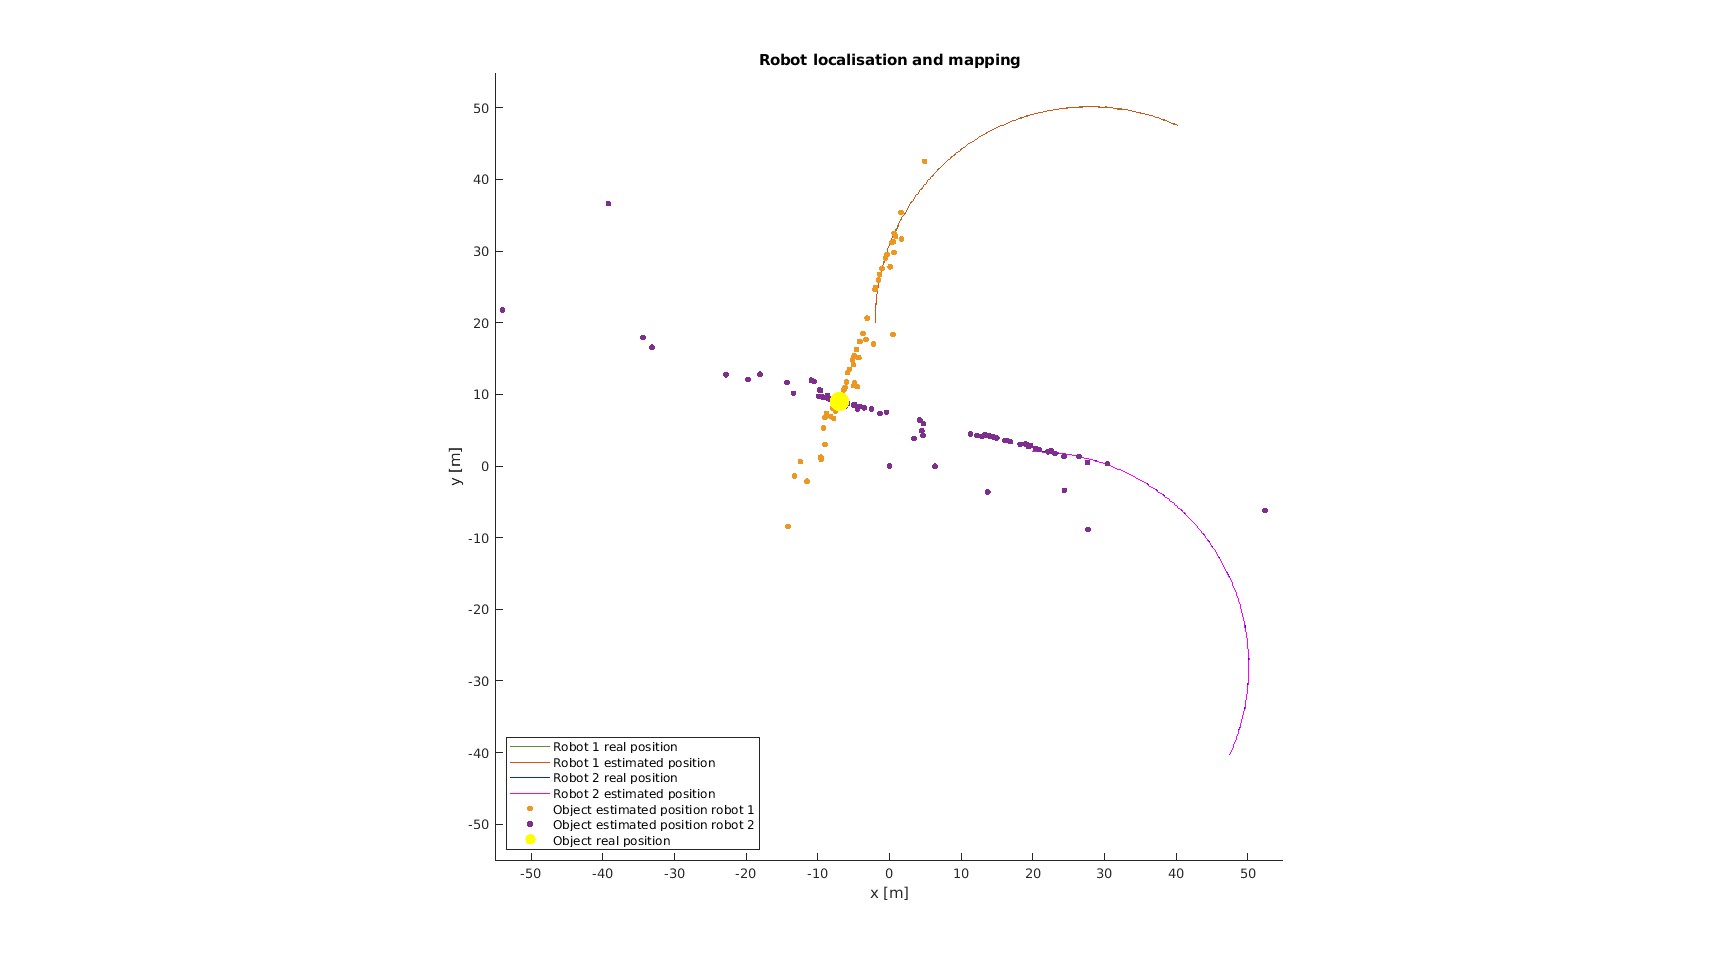 Robot localisation and mapping
y [m]
50
40
30
20
10
0
-10
-20
-30
-40
-50
Robot 1 real position
Robot 1 estimated position
Robot 2 real position
Robot 2 estimated position
Object estimated position robot 1
Object estimated position robot 2
Object real position
-50 -40 -30 -20 -10 0 10 20 30 40 50
x [m]